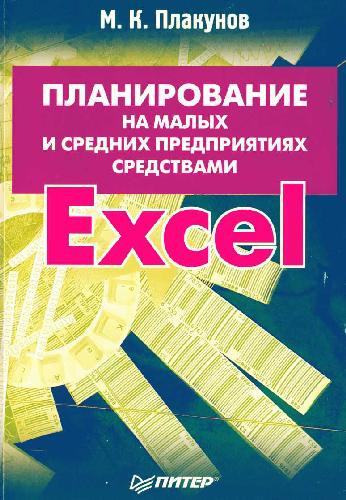 М. К. Плакунов
ПЛАНИРОВАНИЕ
НА МАЛЫХ
И СРЕДНИХ ПРЕДПРИЯТИЯХ
СРЕДСТВАМИ
Excel
ПИТЕР